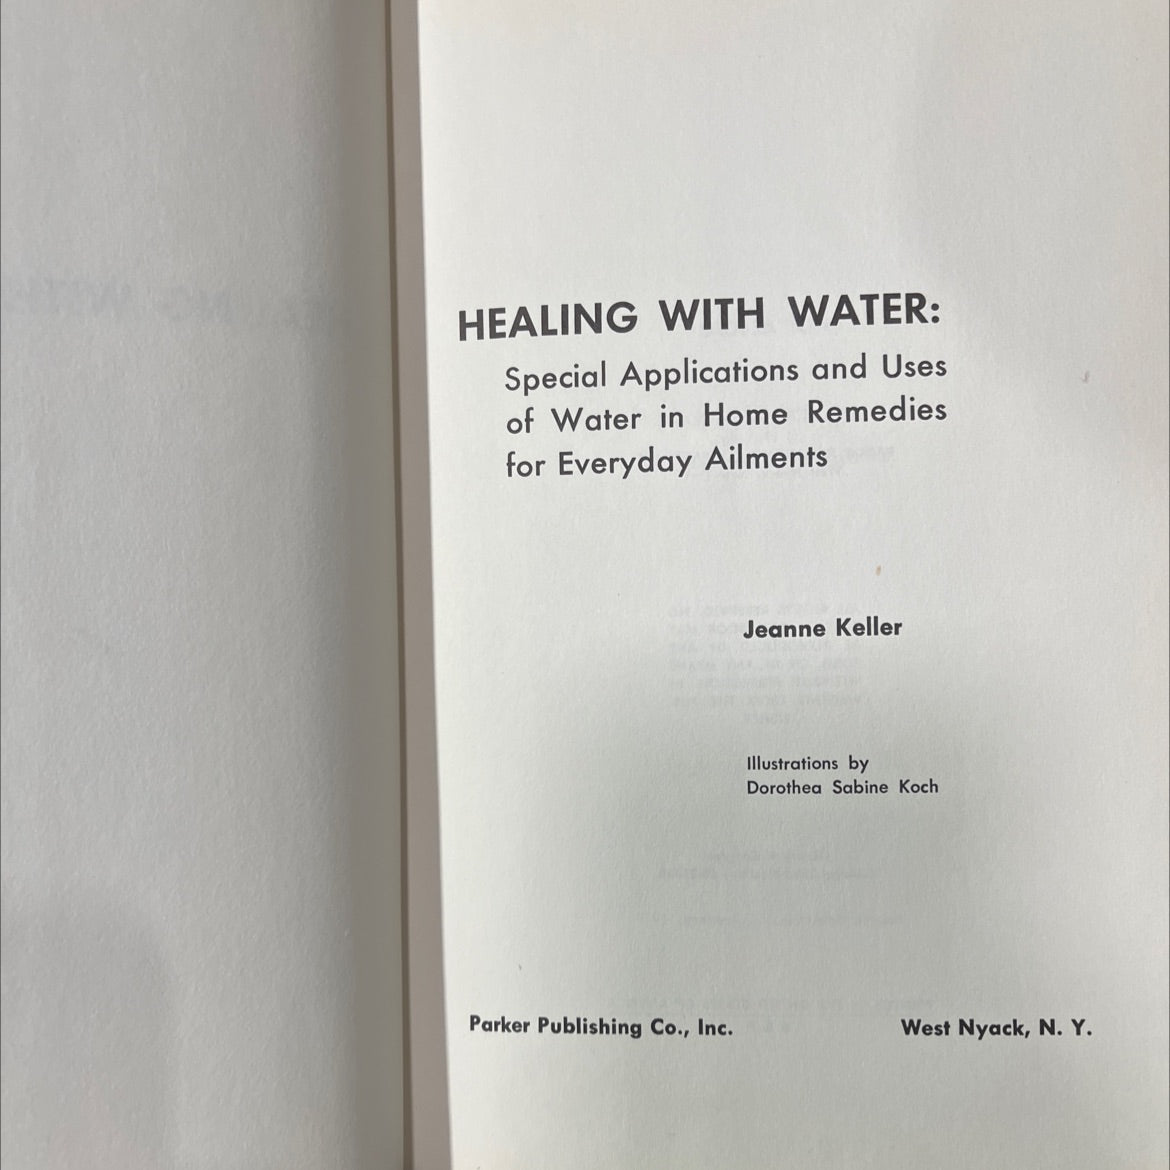 HEALING WITH WATER:
Special Applications and Uses
of Water in Home Remedies
for Everyday Ailments
Jeanne Keller
Illustrations by
Dorothea Sabine Koch
Parker Publishing Co., Inc. West Nyack, N. Y.